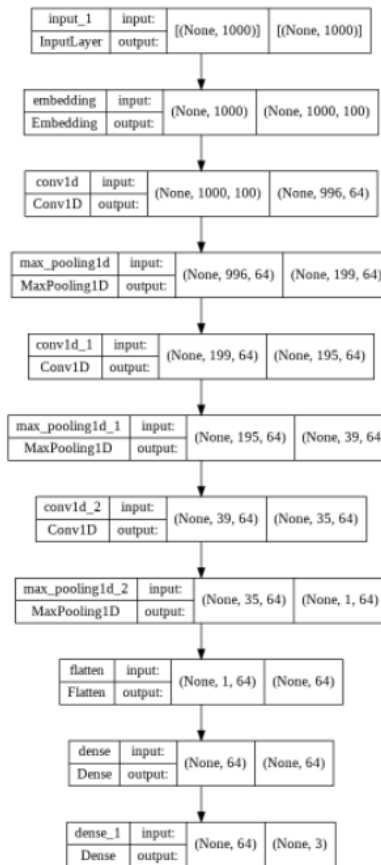 input_1 input: [(None, 1000)] [(None, 1000)]
InputLayer output:
embedding input: (None, 1000) (None, 1000, 100)
Embedding output:
conv1d input: (None, 1000, 100) (None, 996, 64)
Conv1D output:
max_pooling1d input: (None, 996, 64) (None, 199, 64)
MaxPooling1D output:
conv1d_1 input: (None, 199, 64) (None, 195, 64)
Conv1D output:
max_pooling1d_1 input: (None, 195, 64) (None, 39, 64
MaxPooling1D output:
conv1d_2 input: (None, 39, 64) (None, 35, 64)
Conv1D output:
max_pooling1d_2 input: (None, 35, 64) (None, 1, 64)
MaxPooling1D output:
flatten input: (None, 1, 64) (None, 64)
Flatten output:
dense input: (None, 64) (None, 64)
Dense output:
dense_1 input: (None, 64) (None, 3)
Dense output: